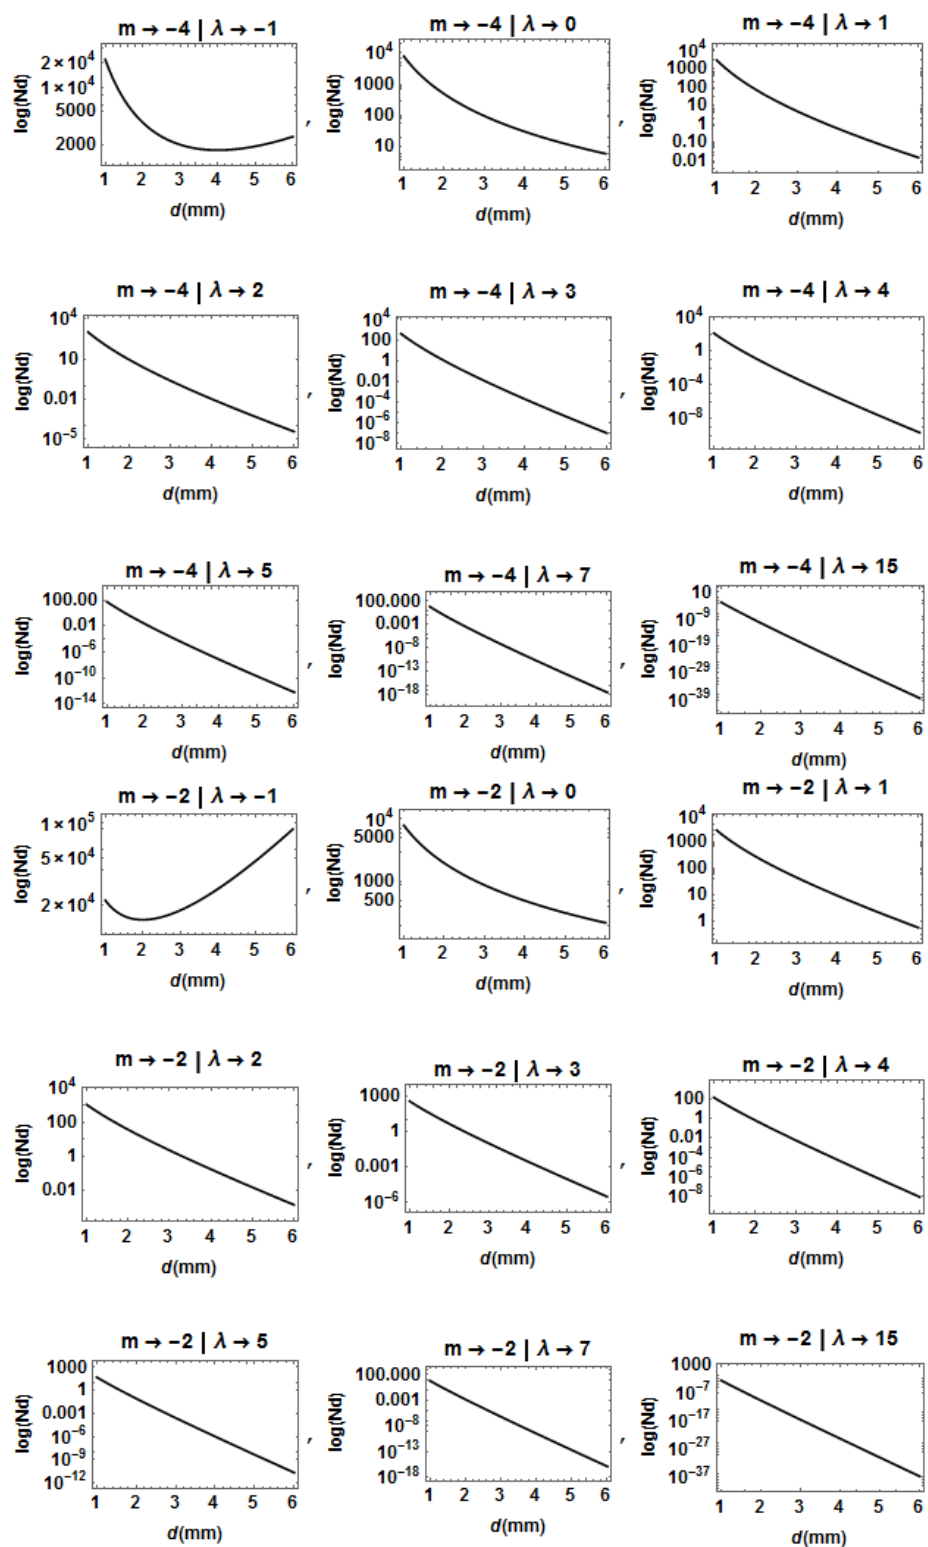 m → −4 | λ → −1
log(Nd)
2 × 10⁴
1 × 10⁴
5000
2000
1 2 3 4 5 6
d(mm)
,
m → −4 | λ → 0
log(Nd)
10⁴
1000
100
10
1 2 3 4 5 6
d(mm)
,
m → −4 | λ → 1
log(Nd)
10⁴
1000
100
10
1
0.10
0.01
1 2 3 4 5 6
d(mm)
m → −4 | λ → 2
log(Nd)
10⁴
10
0.01
10⁻⁵
1 2 3 4 5 6
d(mm)
,
m → −4 | λ → 3
log(Nd)
10⁴
100
1
0.01
10⁻⁴
10⁻⁶
10⁻⁸
1 2 3 4 5 6
d(mm)
,
m → −4 | λ → 4
log(Nd)
10⁴
1
10⁻⁴
10⁻⁸
1 2 3 4 5 6
d(mm)
m → −4 | λ → 5
log(Nd)
100.00
0.01
10⁻⁶
10⁻¹⁰
10⁻¹⁴
1 2 3 4 5 6
d(mm)
,
m → −4 | λ → 7
log(Nd)
100.000
0.001
10⁻⁸
10⁻¹³
10⁻¹⁸
1 2 3 4 5 6
d(mm)
,
m → −4 | λ → 15
log(Nd)
10
10⁻⁹
10⁻¹⁹
10⁻²⁹
10⁻³⁹
1 2 3 4 5 6
d(mm)
m → −2 | λ → −1
log(Nd)
1 × 10⁵
5 × 10⁴
2 × 10⁴
1 2 3 4 5 6
d(mm)
,
m → −2 | λ → 0
log(Nd)
10⁴
5000
1000
500
1 2 3 4 5 6
d(mm)
,
m → −2 | λ → 1
log(Nd)
10⁴
1000
100
10
1
1 2 3 4 5 6
d(mm)
m → −2 | λ → 2
log(Nd)
10⁴
100
1
0.01
1 2 3 4 5 6
d(mm)
,
m → −2 | λ → 3
log(Nd)
1000
1
0.001
10⁻⁶
1 2 3 4 5 6
d(mm)
,
m → −2 | λ → 4
log(Nd)
100
1
0.01
10⁻⁴
10⁻⁶
10⁻⁸
1 2 3 4 5 6
d(mm)
m → −2 | λ → 5
log(Nd)
1000
1
0.001
10⁻⁶
10⁻⁹
10⁻¹²
1 2 3 4 5 6
d(mm)
,
m → −2 | λ → 7
log(Nd)
100.000
0.001
10⁻⁸
10⁻¹³
10⁻¹⁸
1 2 3 4 5 6
d(mm)
,
m → −2 | λ → 15
log(Nd)
1000
10⁻⁷
10⁻¹⁷
10⁻²⁷
10⁻³⁷
1 2 3 4 5 6
d(mm)